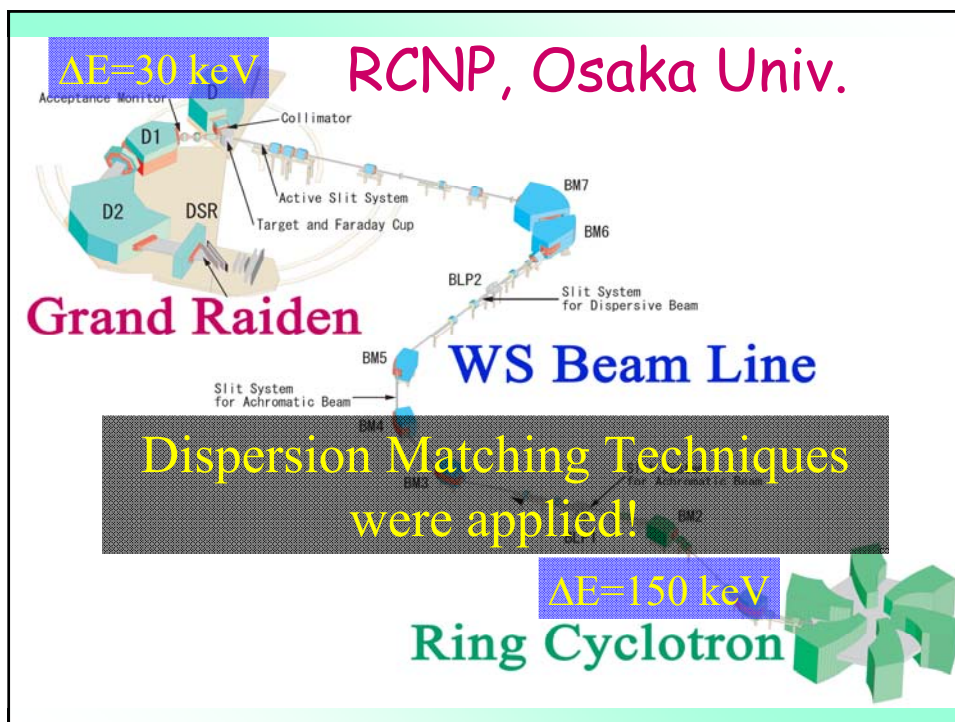 ΔE=30 keV
RCNP, Osaka Univ.
Acceptance Monitor
D
Collimator
D1
Active Slit System
D2
DSR
Target and Faraday Cup
BM7
BM6
BLP2
Slit System
for Dispersive Beam
Grand Raiden
BM5
WS Beam Line
Slit System
for Achromatic Beam
BM4
Dispersion Matching Techniques
were applied!
BM3
for Achromatic Beam
BM2
BLP1
ΔE=150 keV
Ring Cyclotron